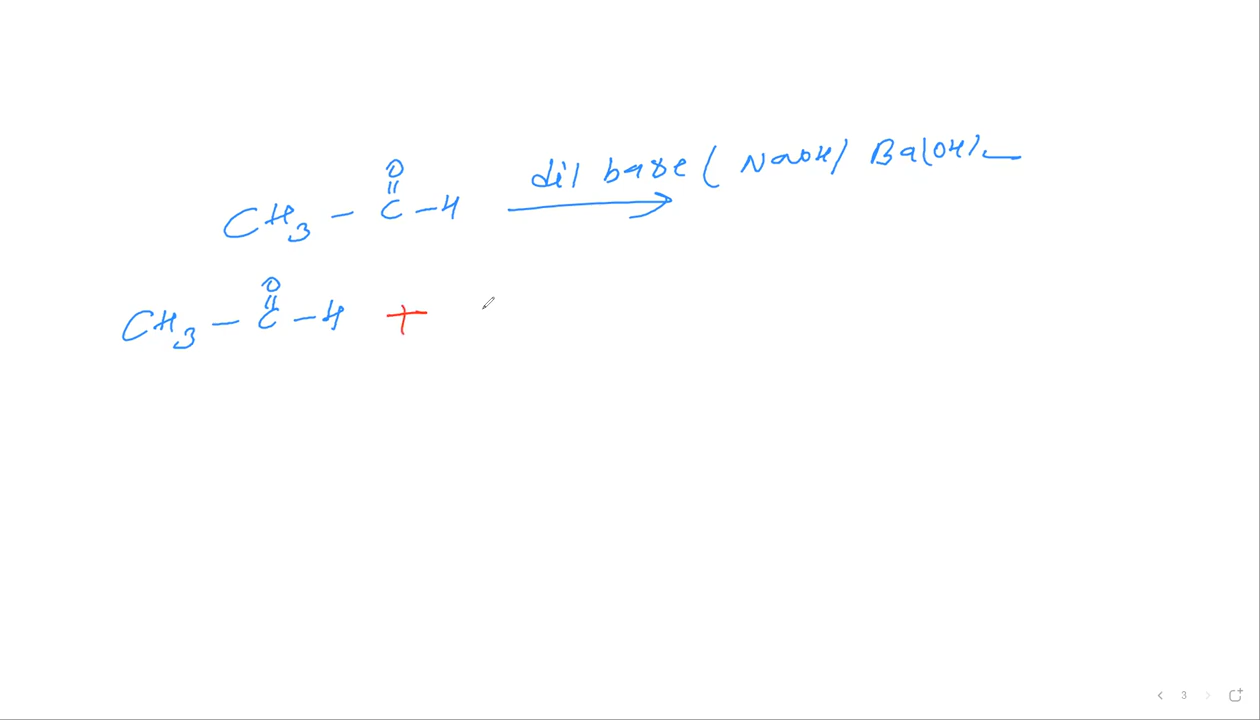 O
CH3 - C - H dil base ( NaOH / Ba(OH)2
O
CH3 - C - H +
3